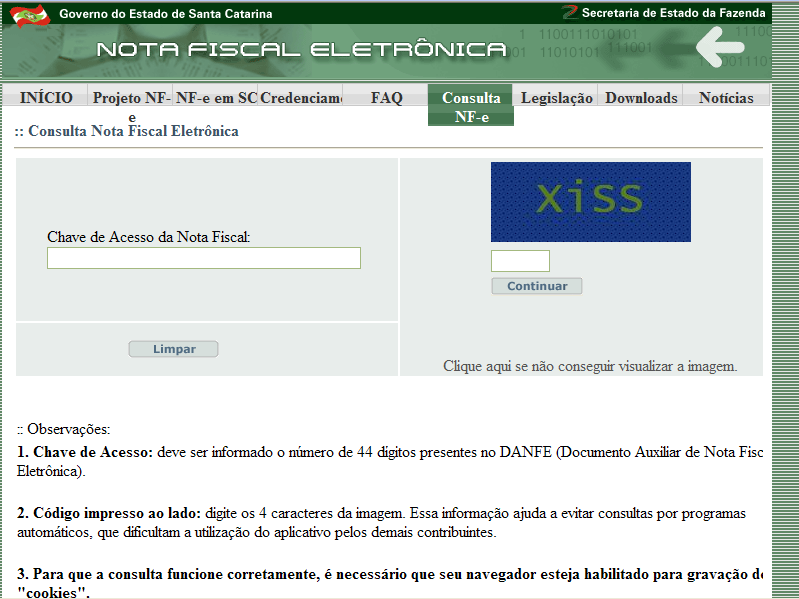 Governo do Estado de Santa Catarina
Secretaria de Estado da Fazenda
NOTA FISCAL ELETRÔNICA
INÍCIO
Projeto NF-e
NF-e em SC
Credenciam
FAQ
Consulta NF-e
Legislação
Downloads
Notícias
:: Consulta Nota Fiscal Eletrônica
xiss
Chave de Acesso da Nota Fiscal:
Continuar
Limpar
Clique aqui se não conseguir visualizar a imagem.
:: Observações:
1. Chave de Acesso: deve ser informado o número de 44 dígitos presentes no DANFE (Documento Auxiliar de Nota Fisc
Eletrônica).
2. Código impresso ao lado: digite os 4 caracteres da imagem. Essa informação ajuda a evitar consultas por programas
automáticos, que dificultam a utilização do aplicativo pelos demais contribuintes.
3. Para que a consulta funcione corretamente, é necessário que seu navegador esteja habilitado para gravação de
"cookies".